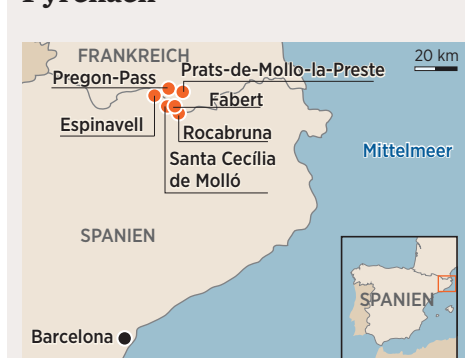 Pyrenäen
20 km
FRANKREICH
Pregon-Pass
Prats-de-Mollo-la-Preste
Fabert
Espinavell
Rocabruna
Santa Cecília
de Molló
Mittelmeer
SPANIEN
SPANIEN
Barcelona